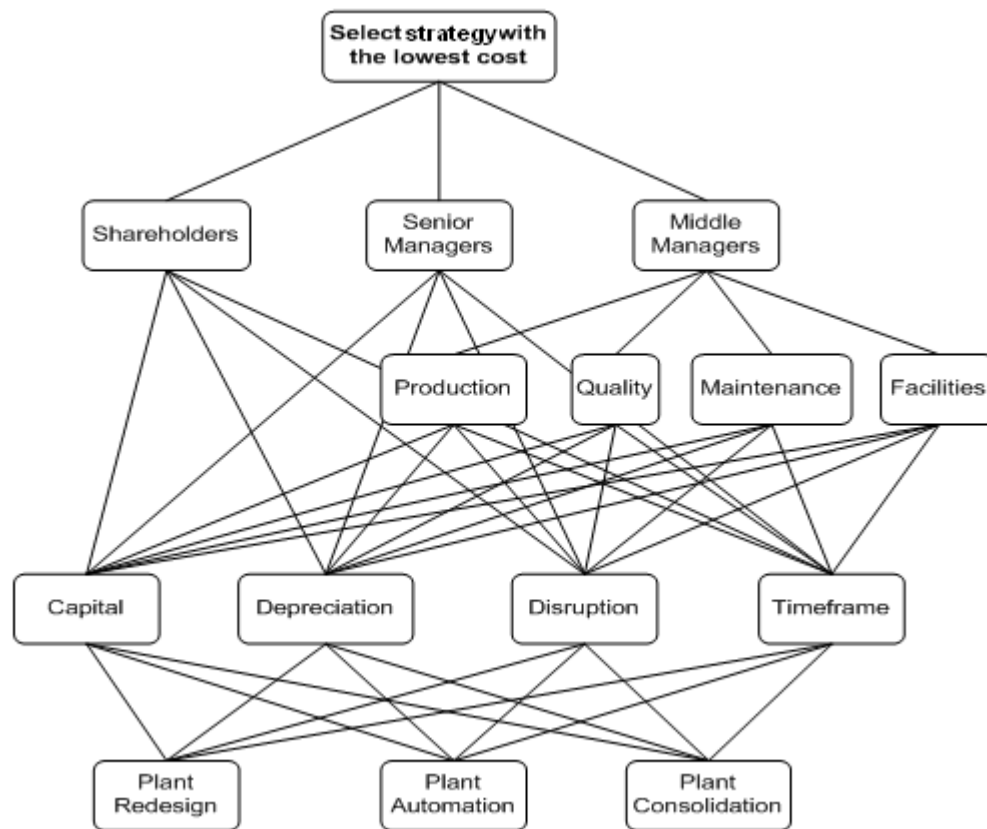 Select strategy with
the lowest cost
Shareholders
Senior
Managers
Middle
Managers
Production
Quality
Maintenance
Facilities
Capital
Depreciation
Disruption
Timeframe
Plant
Redesign
Plant
Automation
Plant
Consolidation